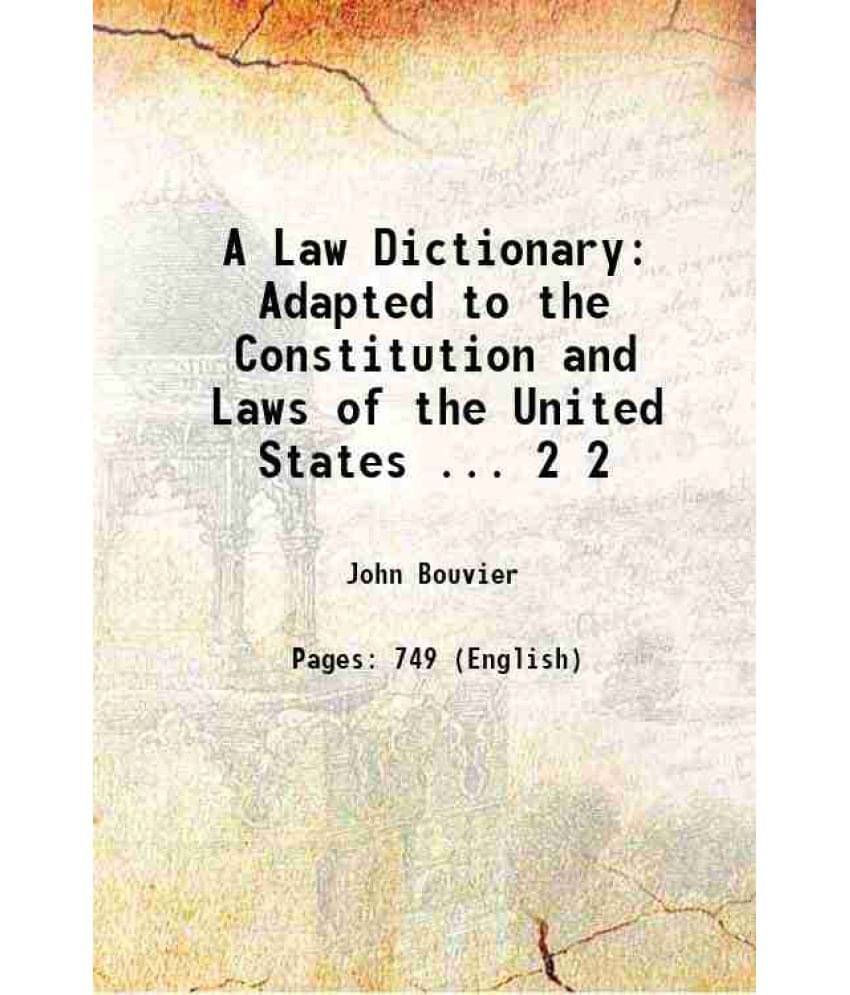 A Law Dictionary:
Adapted to the
Constitution and
Laws of the United
States ... 2 2
John Bouvier
Pages: 749 (English)